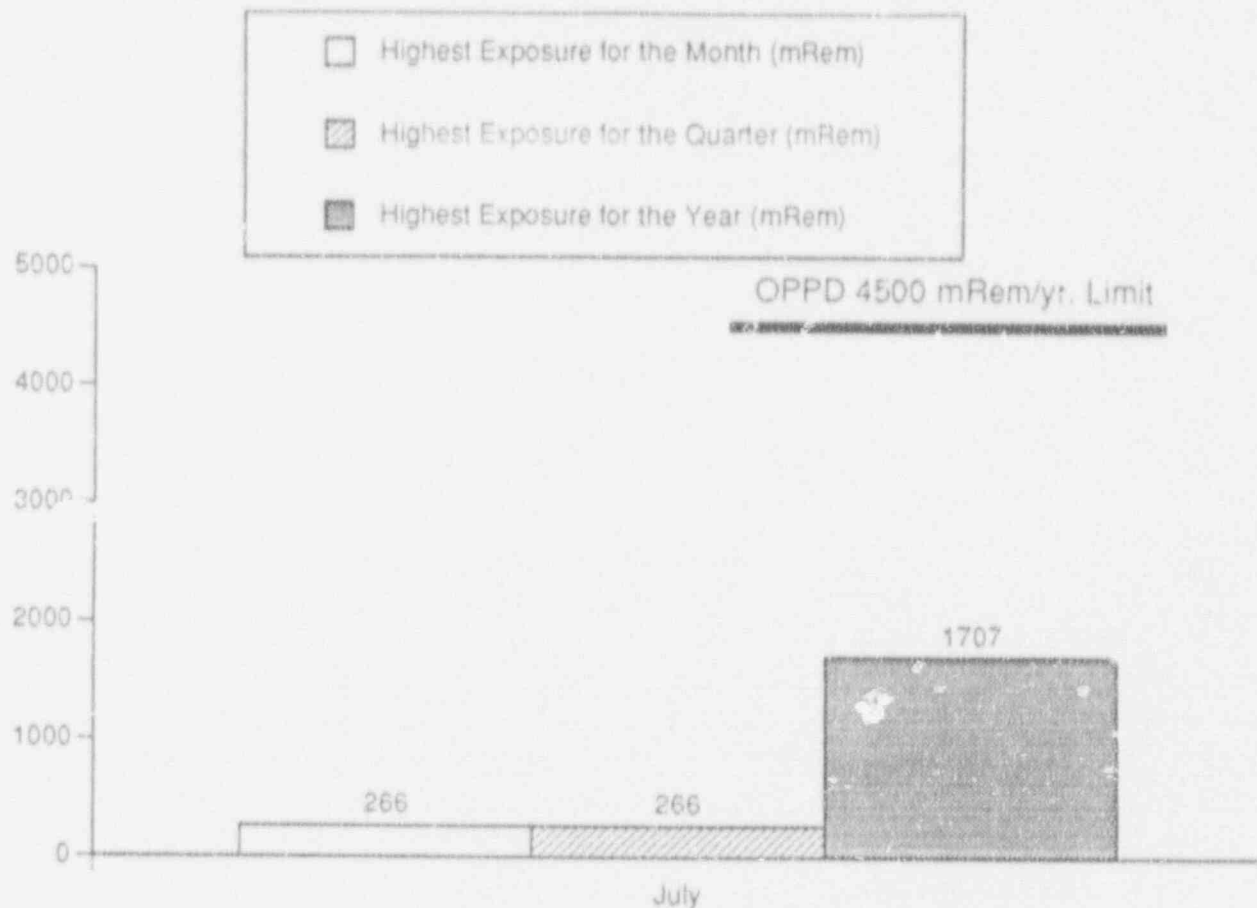 Highest Exposure for the Month (mRem)
Highest Exposure for the Quarter (mRem)
Highest Exposure for the Year (mRem)
5000
OPPD 4500 mRem/yr. Limit
4000
3000
2000
1707
1000
266
266
0
July